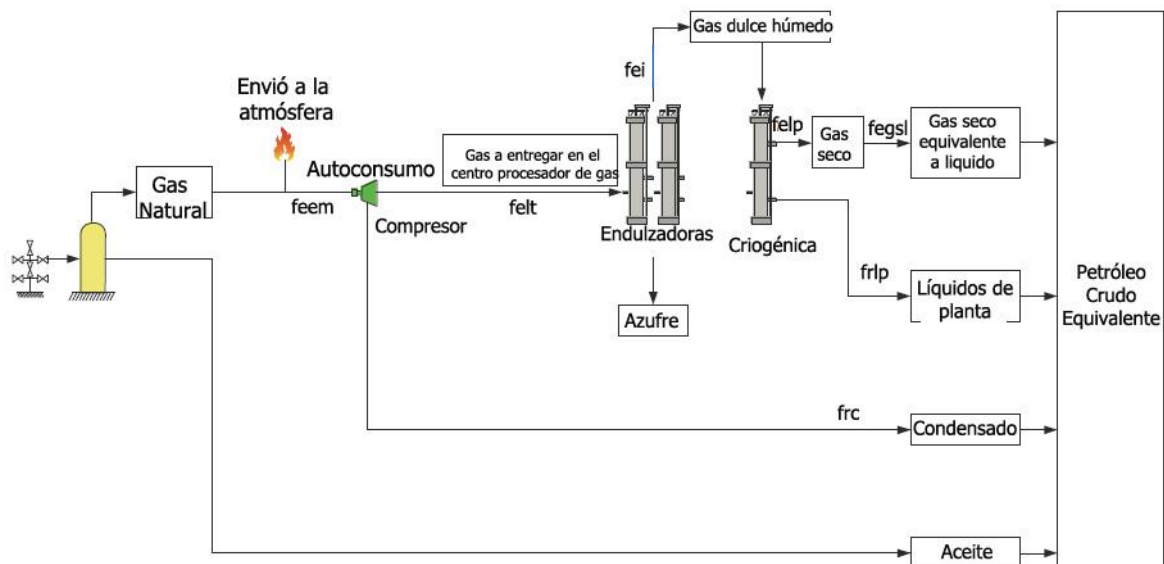 Gas dulce húmedo
fei
Envió a la
atmósfera
felp
fegsl
Gas
seco
Gas seco
equivalente
a liquido
Gas a entregar en el
centro procesador de gas
Autoconsumo
Gas
Natural
feem
felt
Compresor
Endulzadoras
Criogénica
frlp
Líquidos de
planta
Petróleo
Crudo
Equivalente
Azufre
frc
Condensado
Aceite